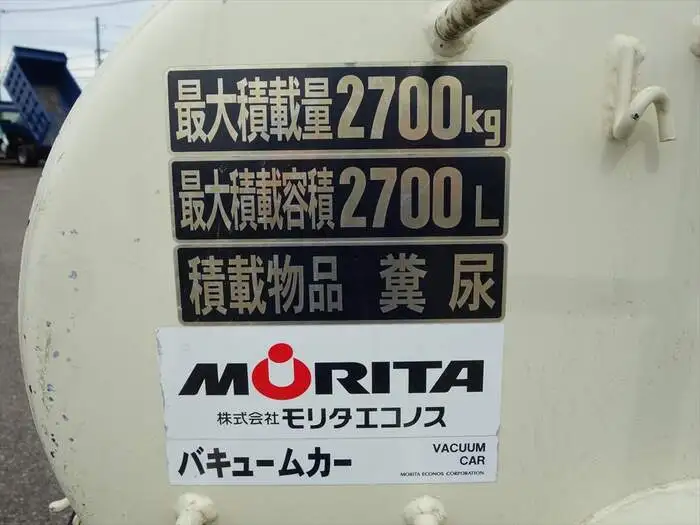 最大積載量2700kg
最大積載容積2700L
積載物品 糞尿
MORITA
株式会社モリタエコノス
バキュームカー
VACUUM
CAR
MORITA ECONOS CORPORATION